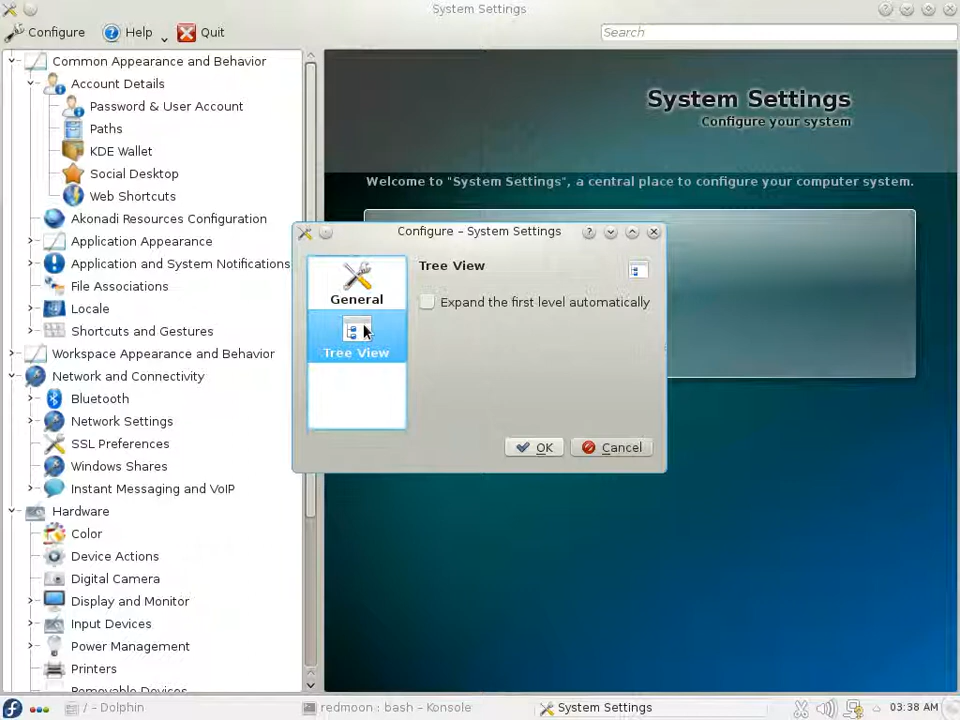 System Settings
Configure
Help
Quit
Search
Common Appearance and Behavior
Account Details
Password & User Account
Paths
KDE Wallet
Social Desktop
Web Shortcuts
Akonadi Resources Configuration
Application Appearance
Application and System Notifications
File Associations
Locale
Shortcuts and Gestures
Workspace Appearance and Behavior
Network and Connectivity
Bluetooth
Network Settings
SSL Preferences
Windows Shares
Instant Messaging and VoIP
Hardware
Color
Device Actions
Digital Camera
Display and Monitor
Input Devices
Power Management
Printers
Removable Devices
System Settings
Configure your system
Welcome to "System Settings", a central place to configure your computer system.
Configure – System Settings
General
Tree View
Tree View
Expand the first level automatically
OK
Cancel
/ - Dolphin
redmoon : bash – Konsole
System Settings
03:38 AM